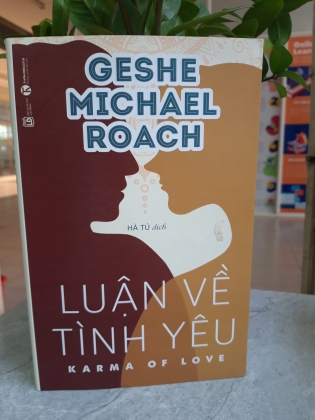 GESHE
MICHAEL
ROACH
HÀ TÚ dịch
LUẬN VỀ
TÌNH YÊU
KARMA OF LOVE